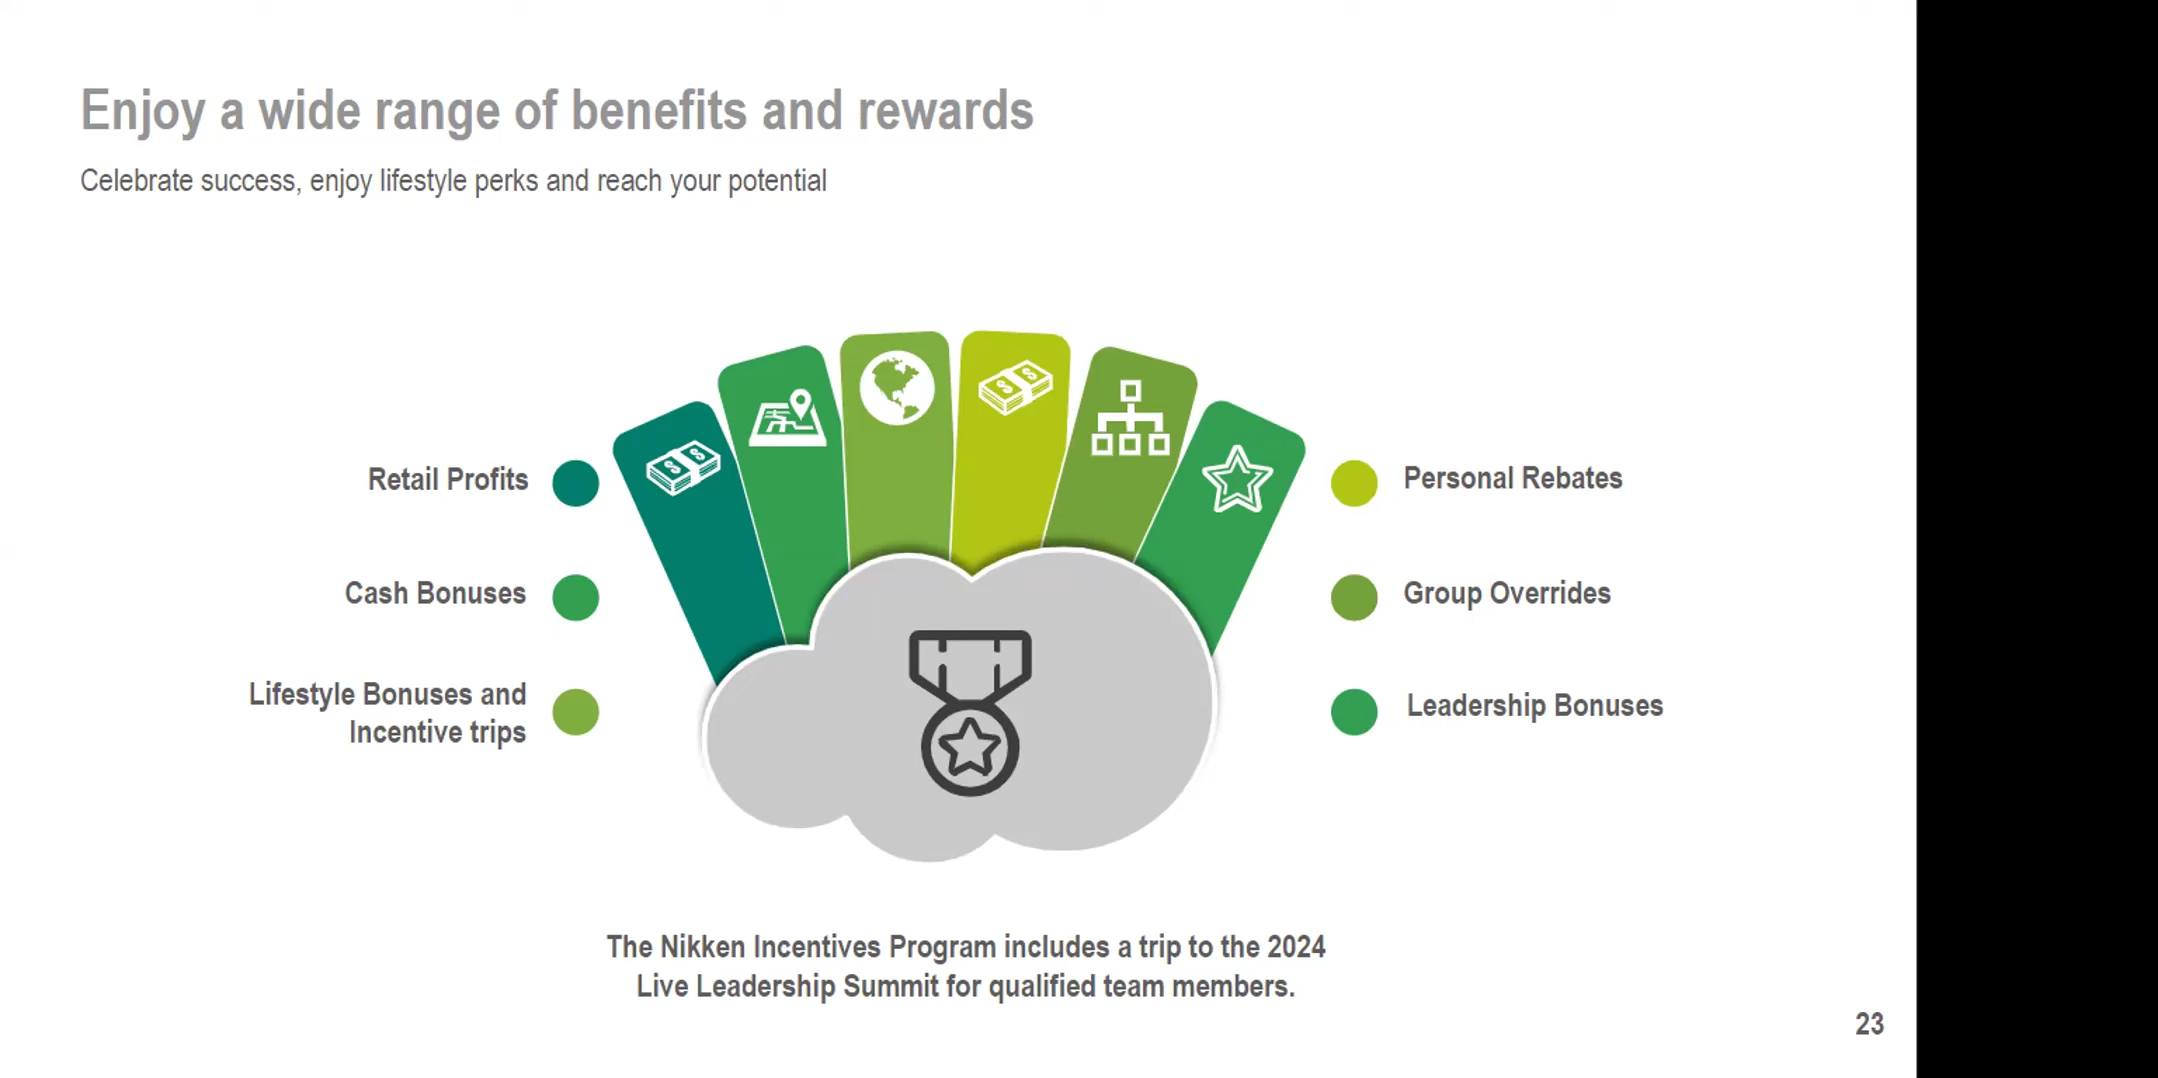 Enjoy a wide range of benefits and rewards
Celebrate success, enjoy lifestyle perks and reach your potential
Retail Profits
Cash Bonuses
Lifestyle Bonuses and
Incentive trips
Personal Rebates
Group Overrides
Leadership Bonuses
The Nikken Incentives Program includes a trip to the 2024
Live Leadership Summit for qualified team members.
23